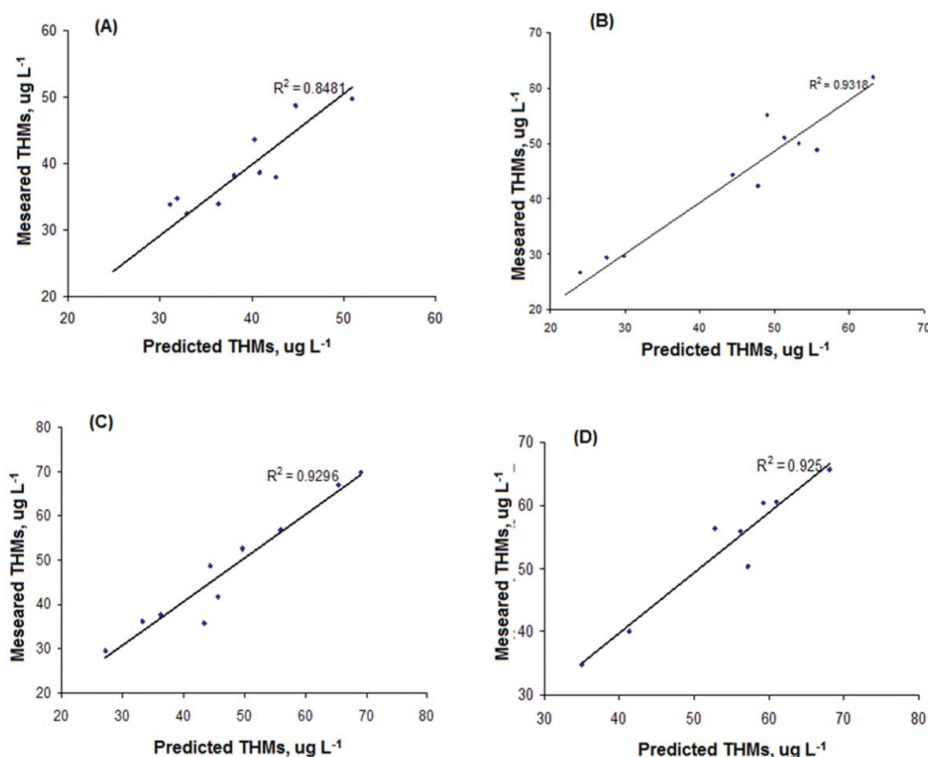 (A)
R² = 0.8481
Meseared THMs, ug L⁻¹
60
50
40
30
20
20 30 40 50 60
Predicted THMs, ug L⁻¹
(B)
R² = 0.9318
Meseared THMs, ug L⁻¹
70
60
50
40
30
20
20 30 40 50 60 70
Predicted THMs, ug L⁻¹
(C)
R² = 0.9296
Meseared THMs, ug L⁻¹
80
70
60
50
40
30
20
20 30 40 50 60 70 80
Predicted THMs, ug L⁻¹
(D)
R² = 0.925
Meseared THMs, ug L⁻¹
70
60
50
40
30
30 40 50 60 70 80
Predicted THMs, ug L⁻¹